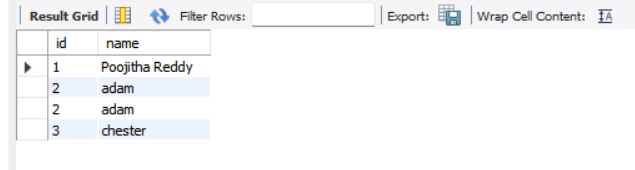 Result Grid Filter Rows: Export: Wrap Cell Content: IA
id name
1 Poojitha Reddy
2 adam
2 adam
3 chester